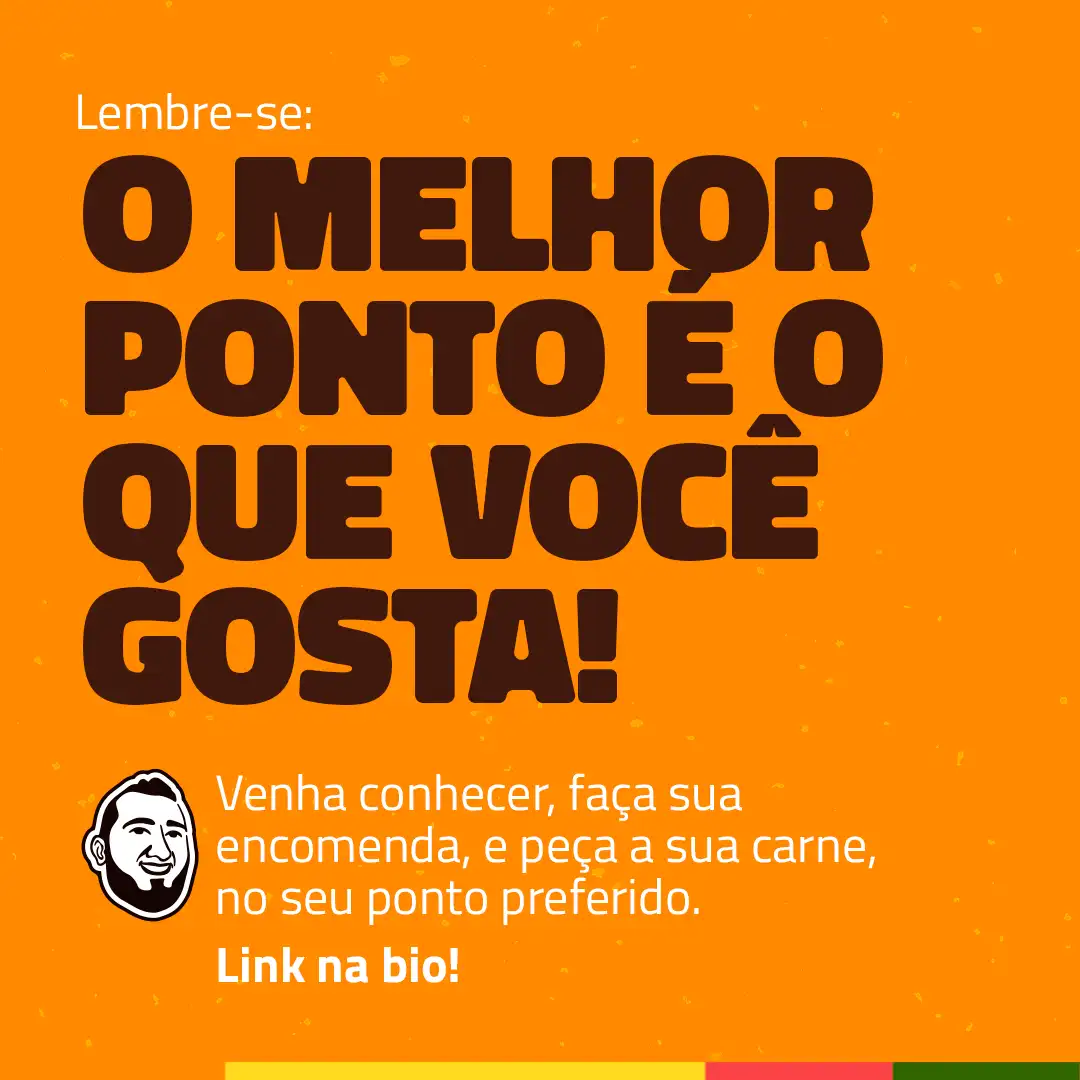 Lembre-se:
O MELHOR
PONTO É O
QUE VOCÊ
GOSTA!
Venha conhecer, faça sua
encomenda, e peça a sua carne,
no seu ponto preferido.
Link na bio!